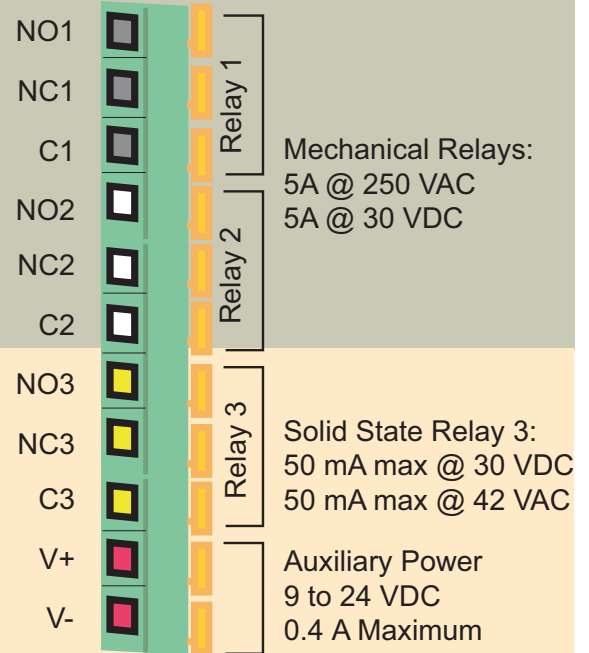 NO1
NC1
C1
Relay 1
NO2
NC2
C2
Relay 2
Mechanical Relays:
5A @ 250 VAC
5A @ 30 VDC
NO3
NC3
C3
Relay 3
Solid State Relay 3:
50 mA max @ 30 VDC
50 mA max @ 42 VAC
V+
V-
Auxiliary Power
9 to 24 VDC
0.4 A Maximum